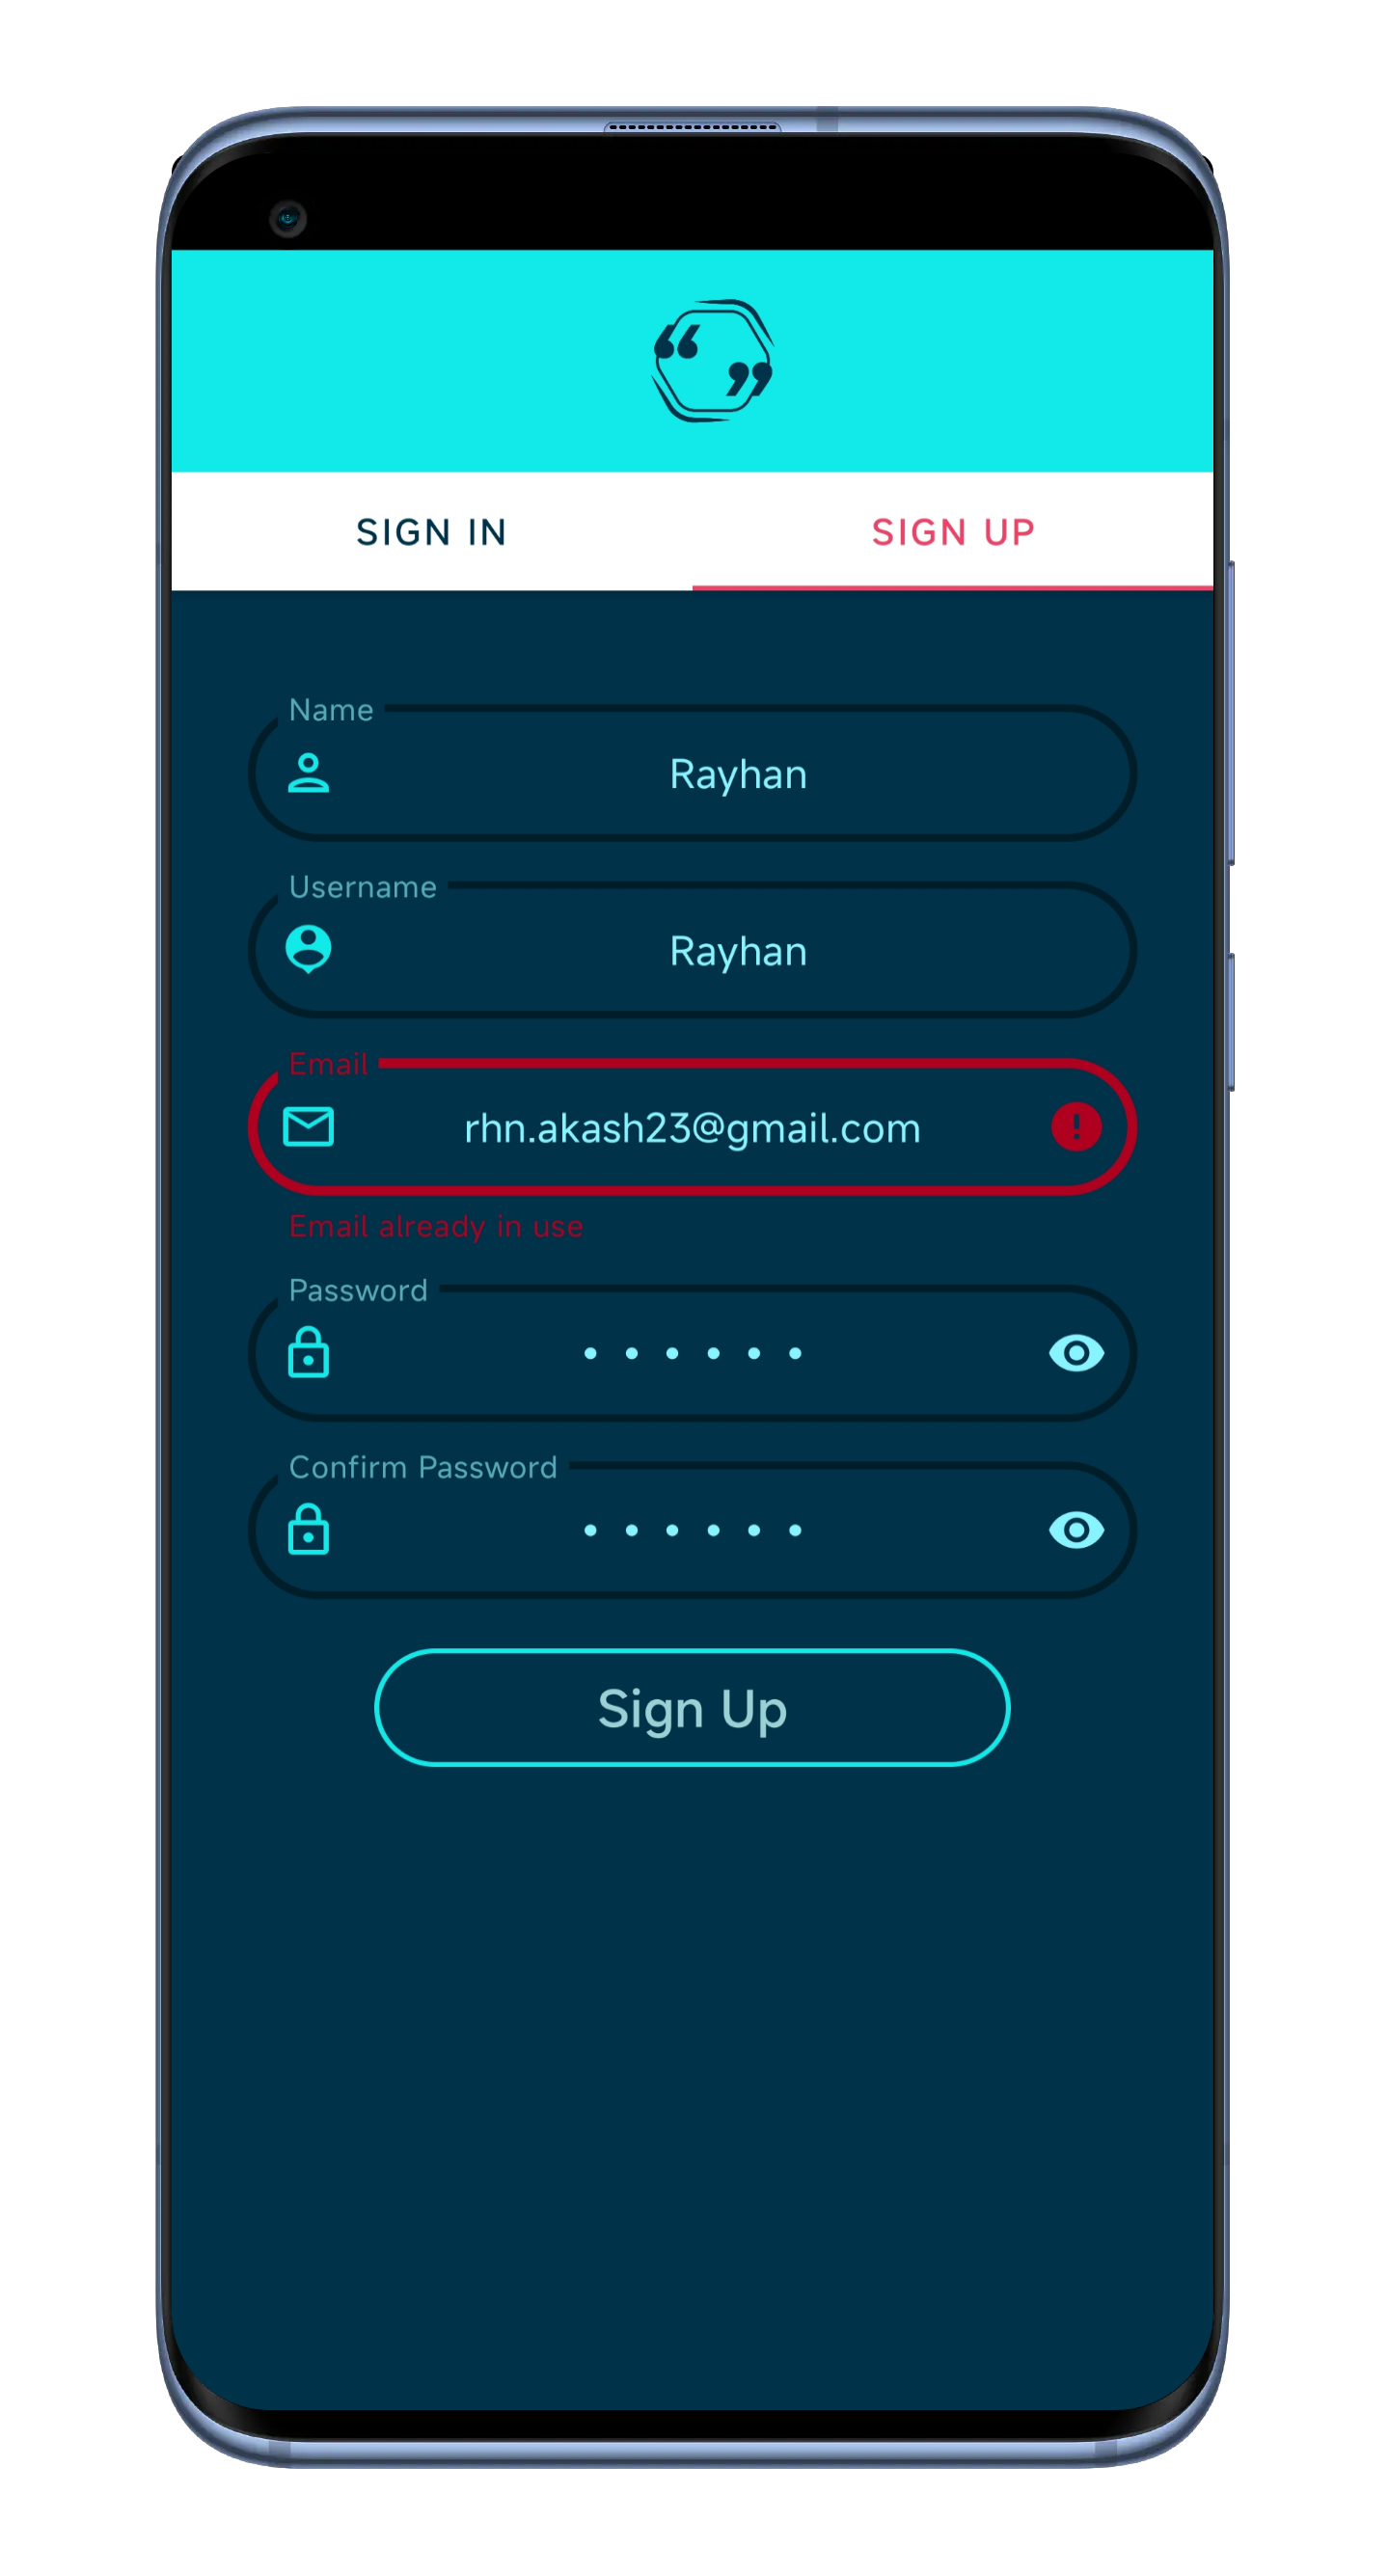 SIGN IN SIGN UP
Name
Rayhan
Username
Rayhan
Email
rhn.akash23@gmail.com
Email already in use
Password
••••••
Confirm Password
••••••
Sign Up